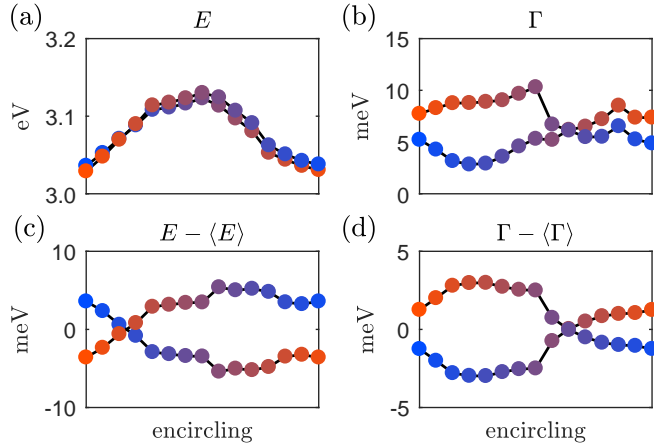 (a) E
3.2
3.1
3.0
eV
(b) Γ
15
10
5
0
meV
(c) E − ⟨E⟩
10
0
-10
meV
encircling
(d) Γ − ⟨Γ⟩
5
0
-5
meV
encircling